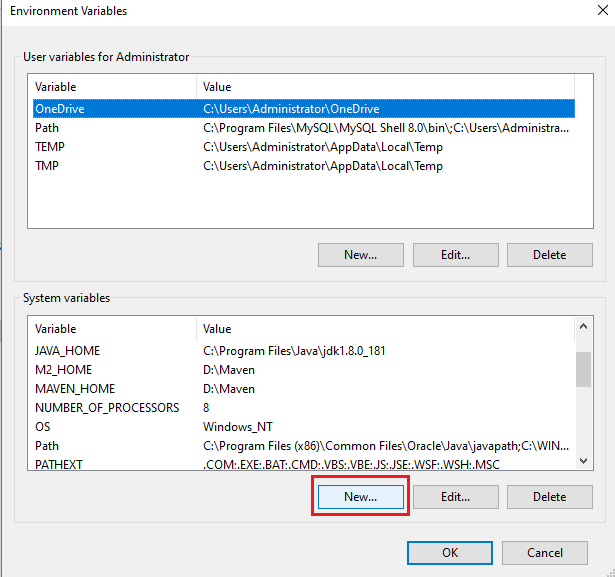 Environment Variables
User variables for Administrator
Variable Value
OneDrive C:\Users\Administrator\OneDrive
Path C:\Program Files\MySQL\MySQL Shell 8.0\bin\;C:\Users\Administra...
TEMP C:\Users\Administrator\AppData\Local\Temp
TMP C:\Users\Administrator\AppData\Local\Temp
New... Edit... Delete
System variables
Variable Value
JAVA_HOME C:\Program Files\Java\jdk1.8.0_181
M2_HOME D:\Maven
MAVEN_HOME D:\Maven
NUMBER_OF_PROCESSORS 8
OS Windows_NT
Path C:\Program Files (x86)\Common Files\Oracle\Java\javapath;C:\WIN...
PATHEXT .COM;.EXE;.BAT;.CMD;.VBS;.VBE;.JS;.JSE;.WSF;.WSH;.MSC
New... Edit... Delete
OK Cancel